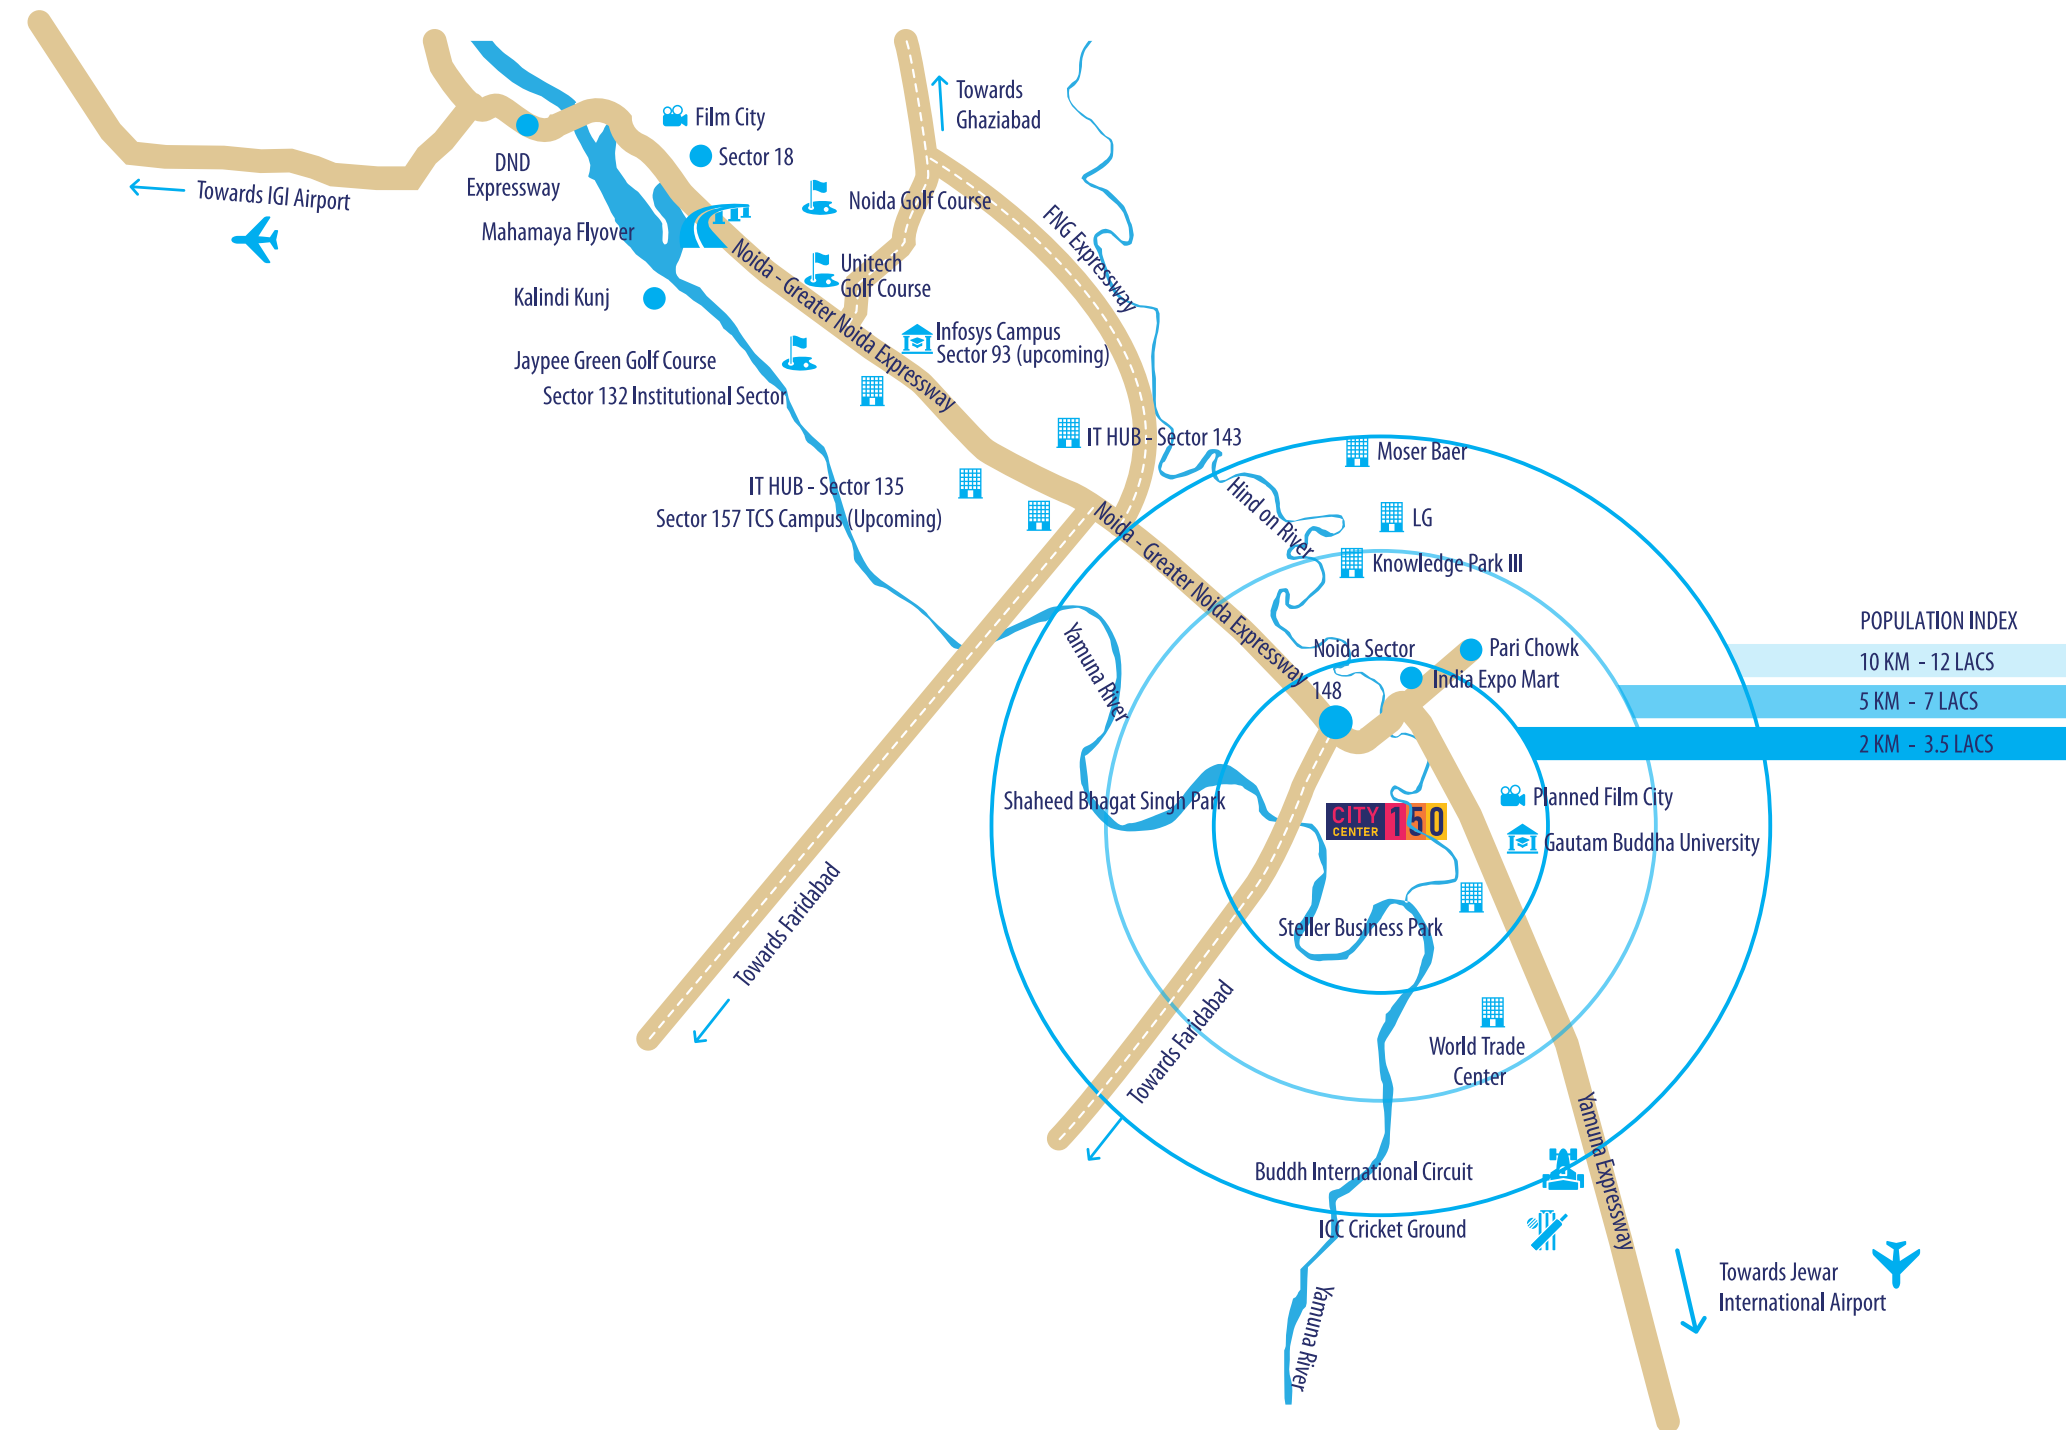 Towards
Ghaziabad
Film City
Sector 18
DND
Expressway
Towards IGI Airport
Noida Golf Course
Mahamaya Flyover
FNG Expressway
Unitech
Golf Course
Noida - Greater Noida Expressway
Kalindi Kunj
Infosys Campus
Sector 93 (upcoming)
Jaypee Green Golf Course
Sector 132 Institutional Sector
IT HUB - Sector 143
Moser Baer
IT HUB - Sector 135
Sector 157 TCS Campus (Upcoming)
Hind on River
LG
Noida - Greater Noida Expressway
Knowledge Park III
POPULATION INDEX
10 KM - 12 LACS
5 KM - 7 LACS
2 KM - 3.5 LACS
Yamuna River
Noida Sector
148
Pari Chowk
India Expo Mart
Shaheed Bhagat Singh Park
CITY
CENTER
150
Planned Film City
Gautam Buddha University
Towards Faridabad
Steller Business Park
Towards Faridabad
World Trade
Center
Yamuna Expressway
Buddh International Circuit
ICC Cricket Ground
Towards Jewar
International Airport
Yamuna River